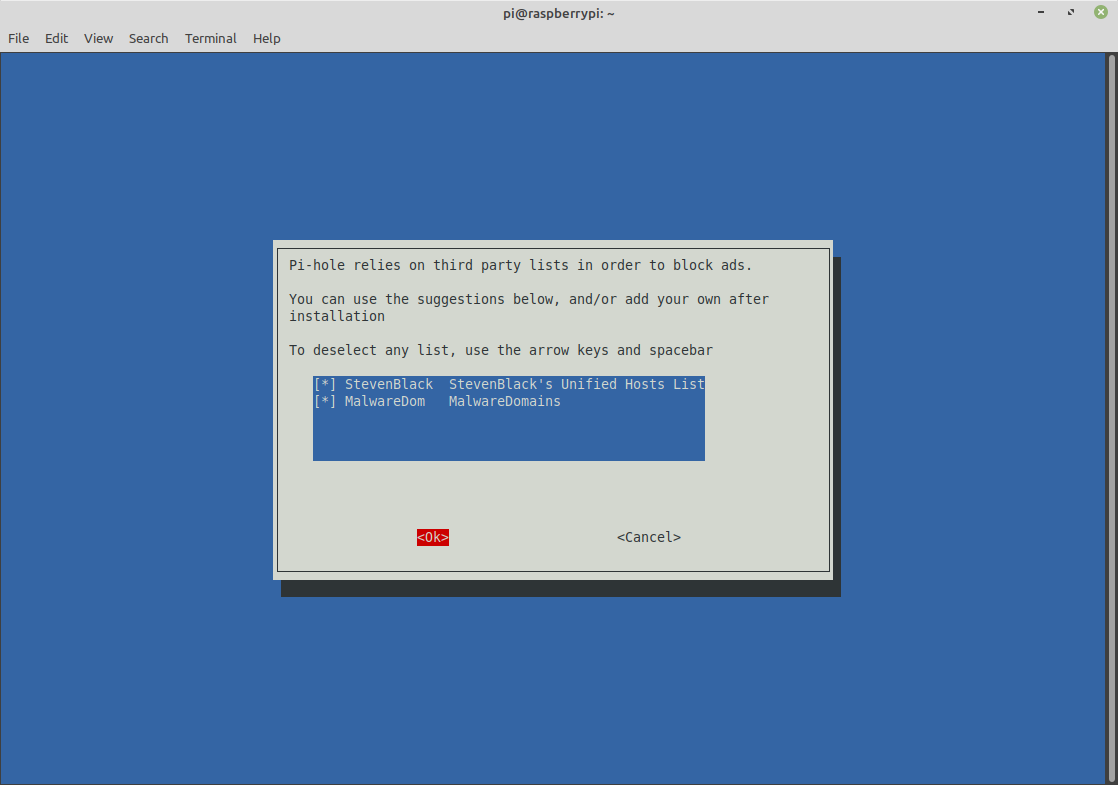 pi@raspberrypi: ~
File Edit View Search Terminal Help
Pi-hole relies on third party lists in order to block ads.
You can use the suggestions below, and/or add your own after
installation
To deselect any list, use the arrow keys and spacebar
[*] StevenBlack  StevenBlack's Unified Hosts List
[*] MalwareDom   MalwareDomains
<Ok> <Cancel>